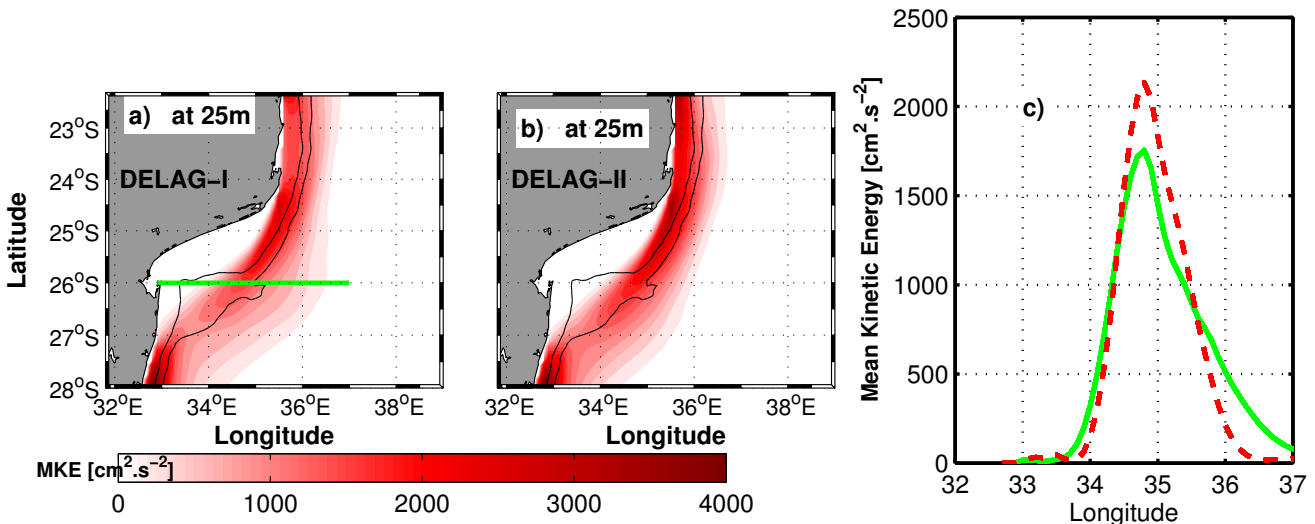 a) at 25m
DELAG–I
23°S
24°S
25°S
26°S
27°S
28°S
Latitude
32°E 34°E 36°E 38°E
Longitude
b) at 25m
DELAG–II
32°E 34°E 36°E 38°E
Longitude
MKE [cm².s⁻²]
0 1000 2000 3000 4000
c)
Mean Kinetic Energy [cm².s⁻²]
2500
2000
1500
1000
500
0
32 33 34 35 36 37
Longitude